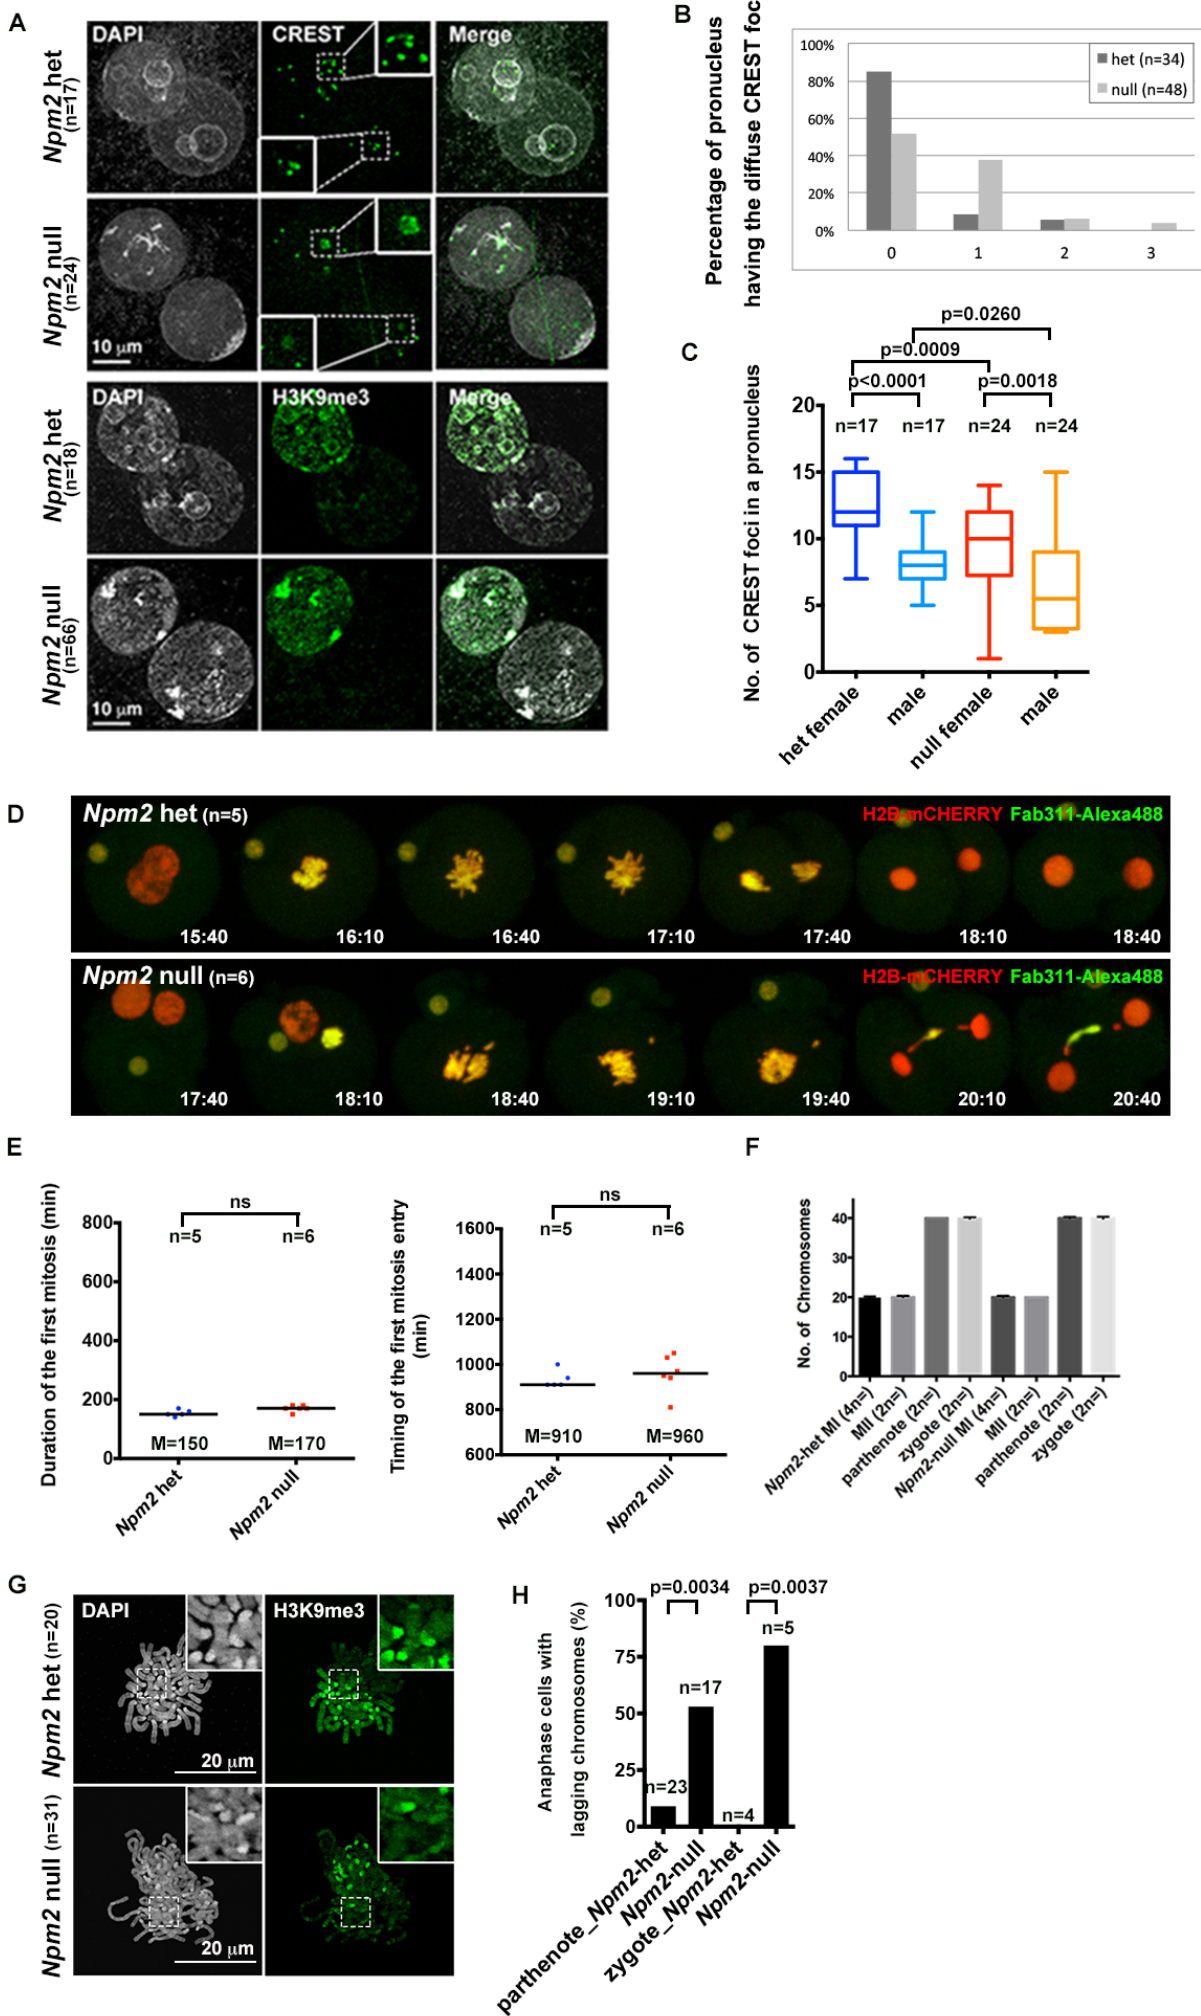 A
DAPI
CREST
Merge
Npm2 het
(n=17)
Npm2 null
(n=24)
10 µm
DAPI
H3K9me3
Merge
Npm2 het
(n=18)
Npm2 null
(n=66)
10 µm
B
Percentage of pronucleus
having the diffuse CREST foc
100%
80%
60%
40%
20%
0%
het (n=34)
null (n=48)
0 1 2 3
C
p=0.0260
p=0.0009
p<0.0001 p=0.0018
n=17 n=17 n=24 n=24
No. of CREST foci in a pronucleus
20
15
10
5
0
het female
male
null female
male
D
Npm2 het (n=5)
H2B-mCHERRY Fab311-Alexa488
15:40 16:10 16:40 17:10 17:40 18:10 18:40
Npm2 null (n=6)
H2B-mCHERRY Fab311-Alexa488
17:40 18:10 18:40 19:10 19:40 20:10 20:40
E
Duration of the first mitosis (min)
800
600
400
200
0
ns
n=5 n=6
M=150 M=170
Npm2 het
Npm2 null
Timing of the first mitosis entry
(min)
1600
1400
1200
1000
800
600
ns
n=5 n=6
M=910 M=960
Npm2 het
Npm2 null
F
No. of Chromosomes
40
30
20
10
0
Npm2-het MI (4n=)
MII (2n=)
parthenote (2n=)
zygote (2n=)
Npm2-null MI (4n=)
MII (2n=)
parthenote (2n=)
zygote (2n=)
G
DAPI
H3K9me3
Npm2 het (n=20)
20 µm
Npm2 null (n=31)
20 µm
H
Anaphase cells with
lagging chromosomes (%)
100
75
50
25
0
p=0.0034 p=0.0037
n=23
n=17
n=4
n=5
parthenote_Npm2-het
Npm2-null
zygote_Npm2-het
Npm2-null